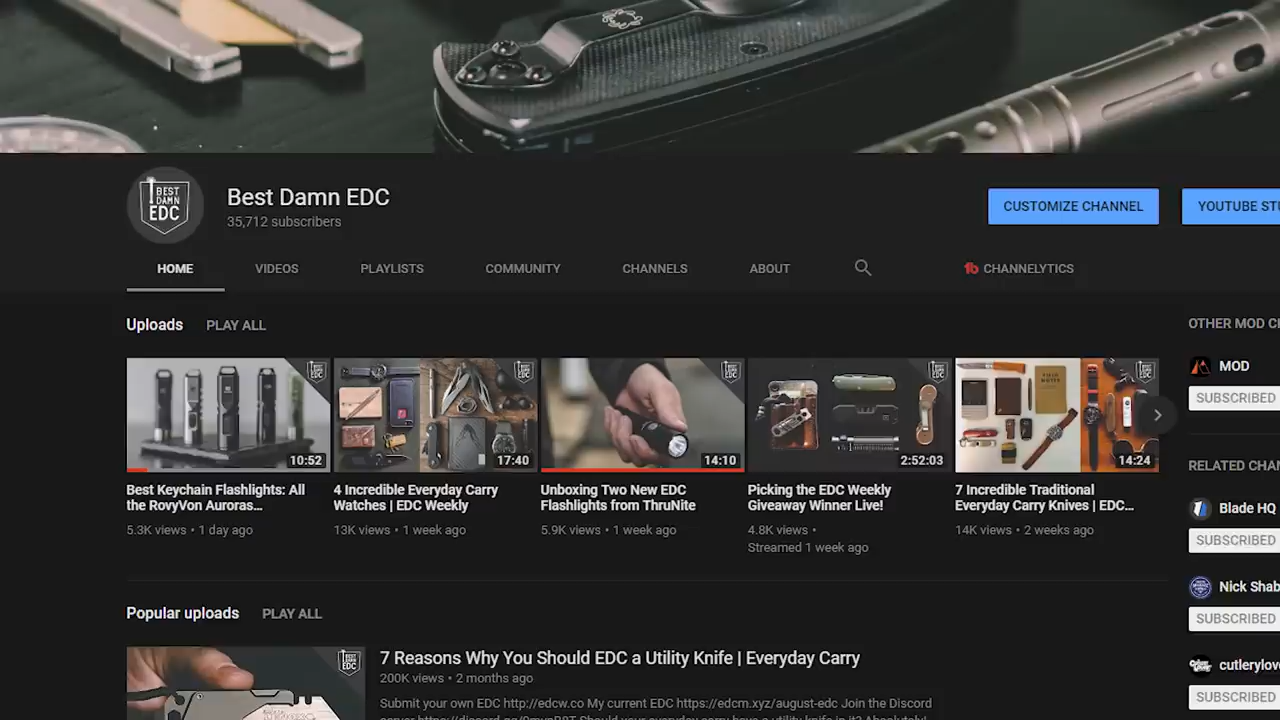 BEST
DAMN
EDC
Best Damn EDC
35,712 subscribers
CUSTOMIZE CHANNEL
YOUTUBE STU
HOME
VIDEOS
PLAYLISTS
COMMUNITY
CHANNELS
ABOUT
CHANNELYTICS
Uploads
PLAY ALL
OTHER MOD C
MOD
SUBSCRIBED
10:52
17:40
14:10
2:52:03
14:24
Best Keychain Flashlights: All
the RovyVon Auroras...
5.3K views • 1 day ago
4 Incredible Everyday Carry
Watches | EDC Weekly
13K views • 1 week ago
Unboxing Two New EDC
Flashlights from ThruNite
5.9K views • 1 week ago
Picking the EDC Weekly
Giveaway Winner Live!
4.8K views •
Streamed 1 week ago
7 Incredible Traditional
Everyday Carry Knives | EDC...
14K views • 2 weeks ago
RELATED CHAN
Blade HQ
SUBSCRIBED
Nick Shab
SUBSCRIBED
cutlerylove
SUBSCRIBED
Popular uploads
PLAY ALL
7 Reasons Why You Should EDC a Utility Knife | Everyday Carry
200K views • 2 months ago
Submit your own EDC http://edcw.co My current EDC https://edcm.xyz/august-edc Join the Discord